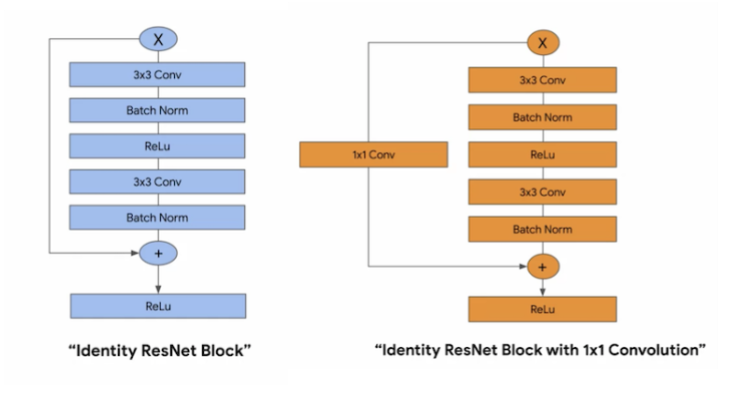 X
3x3 Conv
Batch Norm
ReLu
3x3 Conv
Batch Norm
+
ReLu
"Identity ResNet Block"
X
3x3 Conv
Batch Norm
1x1 Conv
ReLu
3x3 Conv
Batch Norm
+
ReLu
"Identity ResNet Block with 1x1 Convolution"